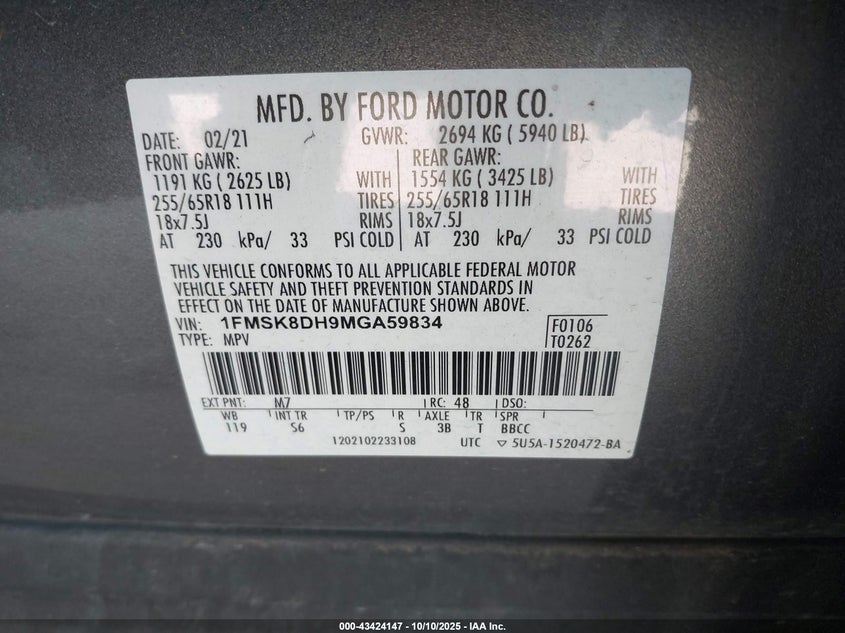 MFD. BY FORD MOTOR CO.
DATE: 02/21 GVWR: 2694 KG ( 5940 LB)
FRONT GAWR: REAR GAWR:
1191 KG ( 2625 LB) WITH 1554 KG ( 3425 LB) WITH
255/65R18 111H TIRES 255/65R18 111H TIRES
18x7.5J RIMS 18x7.5J RIMS
AT 230 kPa/ 33 PSI COLD AT 230 kPa/ 33 PSI COLD
THIS VEHICLE CONFORMS TO ALL APPLICABLE FEDERAL MOTOR
VEHICLE SAFETY AND THEFT PREVENTION STANDARDS IN
EFFECT ON THE DATE OF MANUFACTURE SHOWN ABOVE.
VIN: 1FMSK8DH9MGA59834 F0106
TYPE: MPV T0262
EXT PNT: M7 RC: 48 DSO:
WB INT TR TP/PS R AXLE TR SPR
119 S6 S 3B T BBCC
1202102233108 UTC ▽ 5U5A-1520472-BA
000-43424147 - 10/10/2025 - IAA Inc.